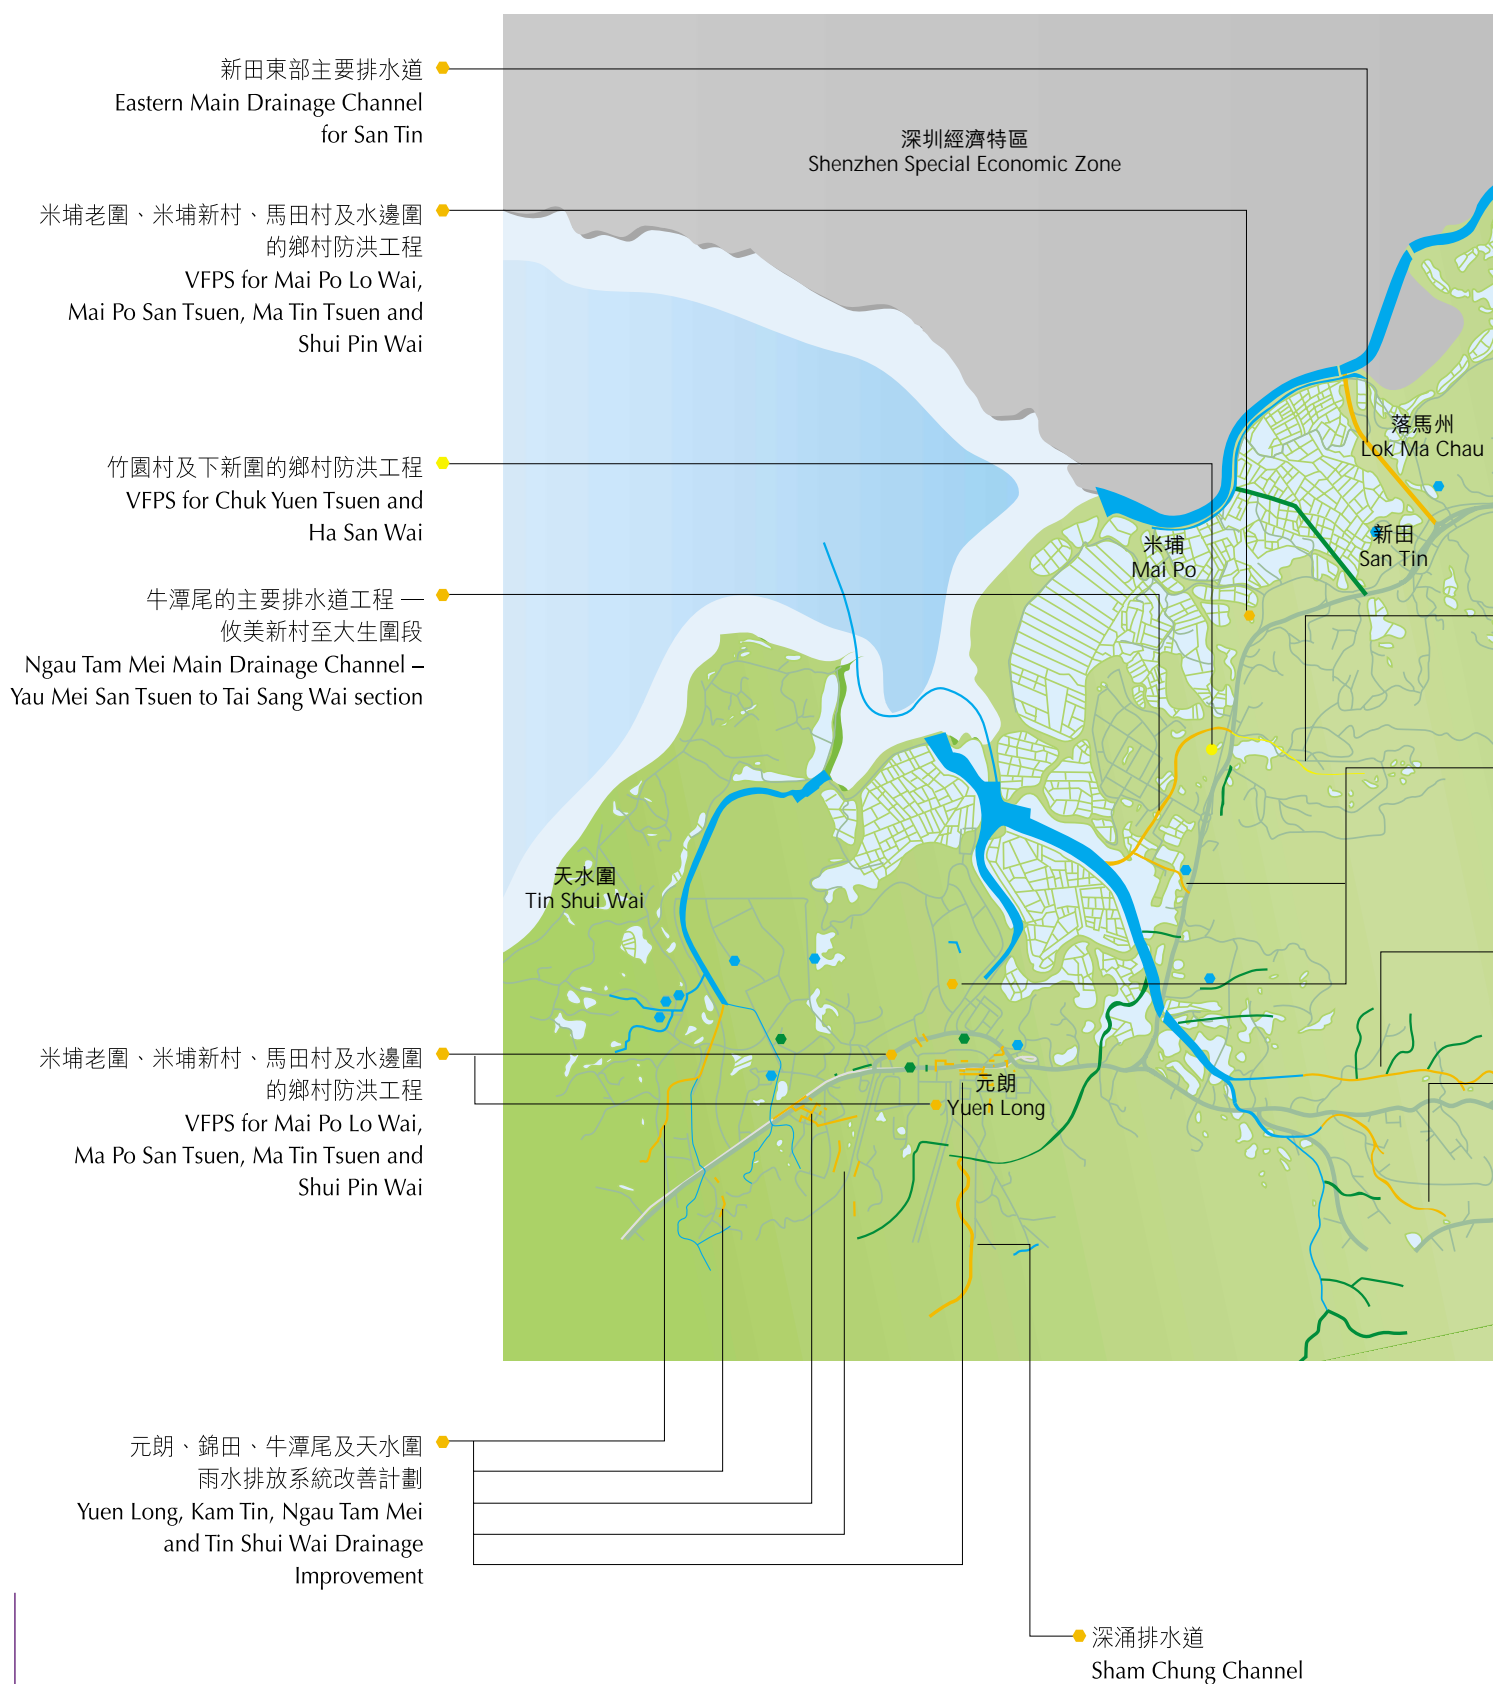 新田東部主要排水道
Eastern Main Drainage Channel
for San Tin
深圳經濟特區
Shenzhen Special Economic Zone
米埔老圍、米埔新村、馬田村及水邊圍
的鄉村防洪工程
VFPS for Mai Po Lo Wai,
Mai Po San Tsuen, Ma Tin Tsuen and
Shui Pin Wai
落馬州
Lok Ma Chau
竹園村及下新圍的鄉村防洪工程
VFPS for Chuk Yuen Tsuen and
Ha San Wai
新田
San Tin
米埔
Mai Po
牛潭尾的主要排水道工程 —
攸美新村至大生圍段
Ngau Tam Mei Main Drainage Channel –
Yau Mei San Tsuen to Tai Sang Wai section
天水圍
Tin Shui Wai
米埔老圍、米埔新村、馬田村及水邊圍
的鄉村防洪工程
VFPS for Mai Po Lo Wai,
Ma Po San Tsuen, Ma Tin Tsuen and
Shui Pin Wai
元朗
Yuen Long
元朗、錦田、牛潭尾及天水圍
雨水排放系統改善計劃
Yuen Long, Kam Tin, Ngau Tam Mei
and Tin Shui Wai Drainage
Improvement
深涌排水道
Sham Chung Channel